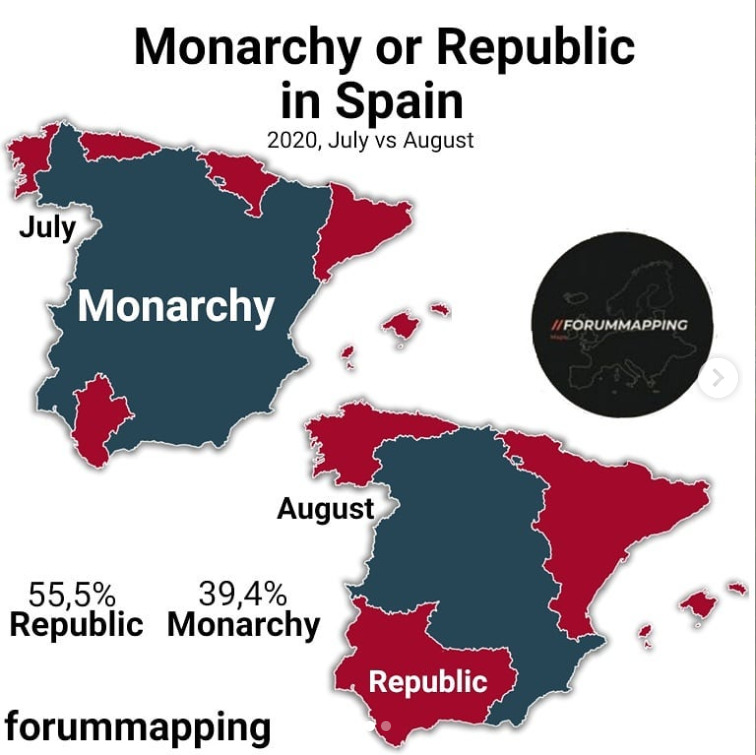 Monarchy or Republic
in Spain
2020, July vs August
July
Monarchy
//FORUMMAPPING
Maps
August
55,5%
Republic
39,4%
Monarchy
Republic
forummapping